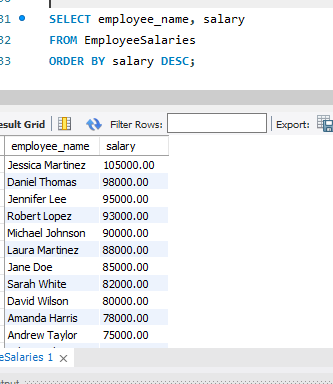 31 SELECT employee_name, salary
32 FROM EmployeeSalaries
33 ORDER BY salary DESC;
esult Grid Filter Rows: Export:
employee_name salary
Jessica Martinez 105000.00
Daniel Thomas 98000.00
Jennifer Lee 95000.00
Robert Lopez 93000.00
Michael Johnson 90000.00
Laura Martinez 88000.00
Jane Doe 85000.00
Sarah White 82000.00
David Wilson 80000.00
Amanda Harris 78000.00
Andrew Taylor 75000.00
eSalaries 1